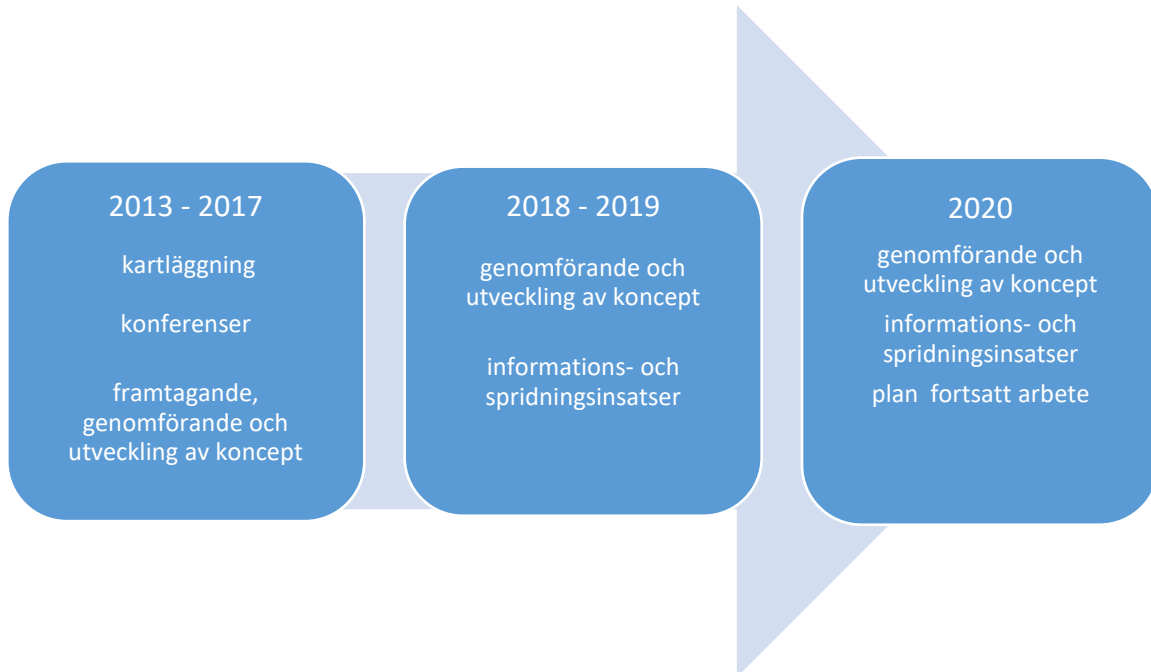 2013 - 2017
kartläggning
konferenser
framtagande,
genomförande och
utveckling av koncept
2018 - 2019
genomförande och
utveckling av koncept
informations- och
spridningsinsatser
2020
genomförande och
utveckling av koncept
informations- och
spridningsinsatser
plan  fortsatt arbete